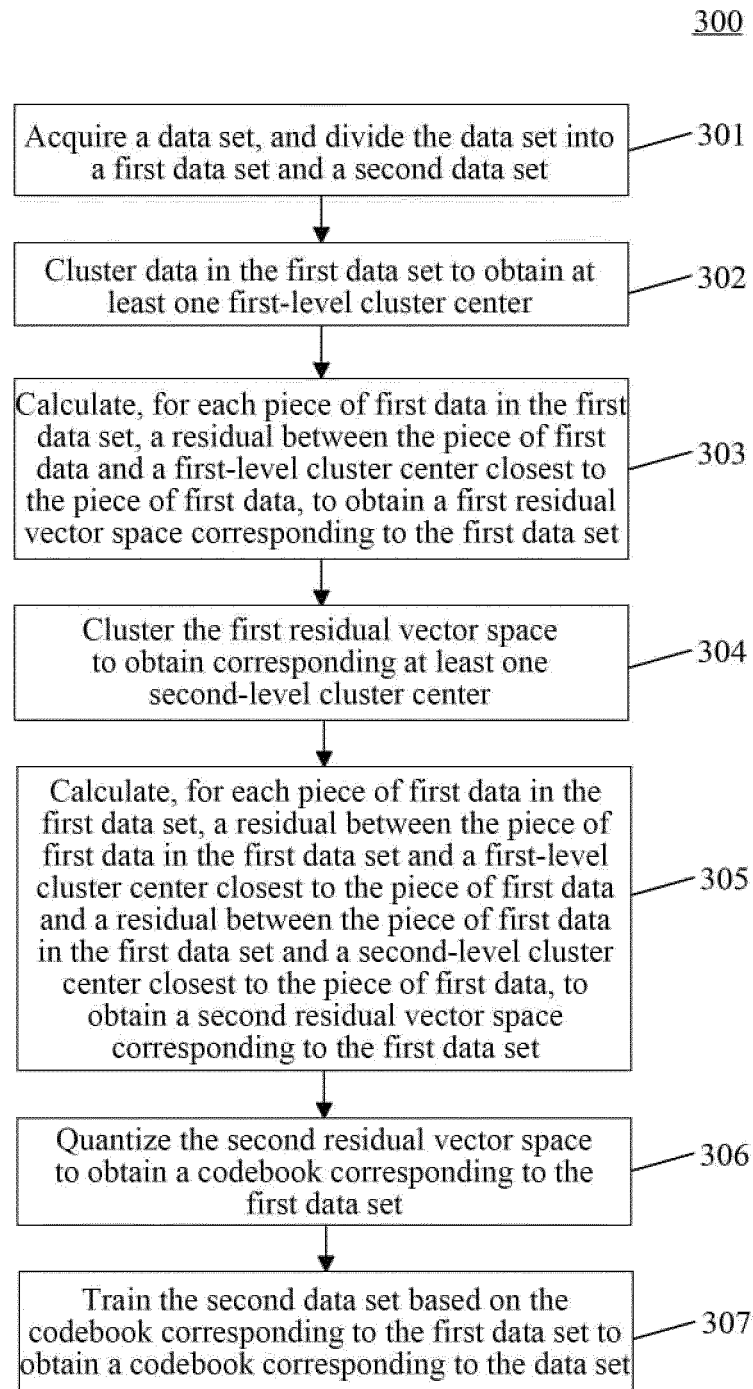 300
Acquire a data set, and divide the data set into
a first data set and a second data set
301
Cluster data in the first data set to obtain at
least one first-level cluster center
302
Calculate, for each piece of first data in the first
data set, a residual between the piece of first
data and a first-level cluster center closest to
the piece of first data, to obtain a first residual
vector space corresponding to the first data set
303
Cluster the first residual vector space
to obtain corresponding at least one
second-level cluster center
304
Calculate, for each piece of first data in the
first data set, a residual between the piece of
first data in the first data set and a first-level
cluster center closest to the piece of first data
and a residual between the piece of first data
in the first data set and a second-level cluster
center closest to the piece of first data, to
obtain a second residual vector space
corresponding to the first data set
305
Quantize the second residual vector space
to obtain a codebook corresponding to the
first data set
306
Train the second data set based on the
codebook corresponding to the first data set to
obtain a codebook corresponding to the data set
307